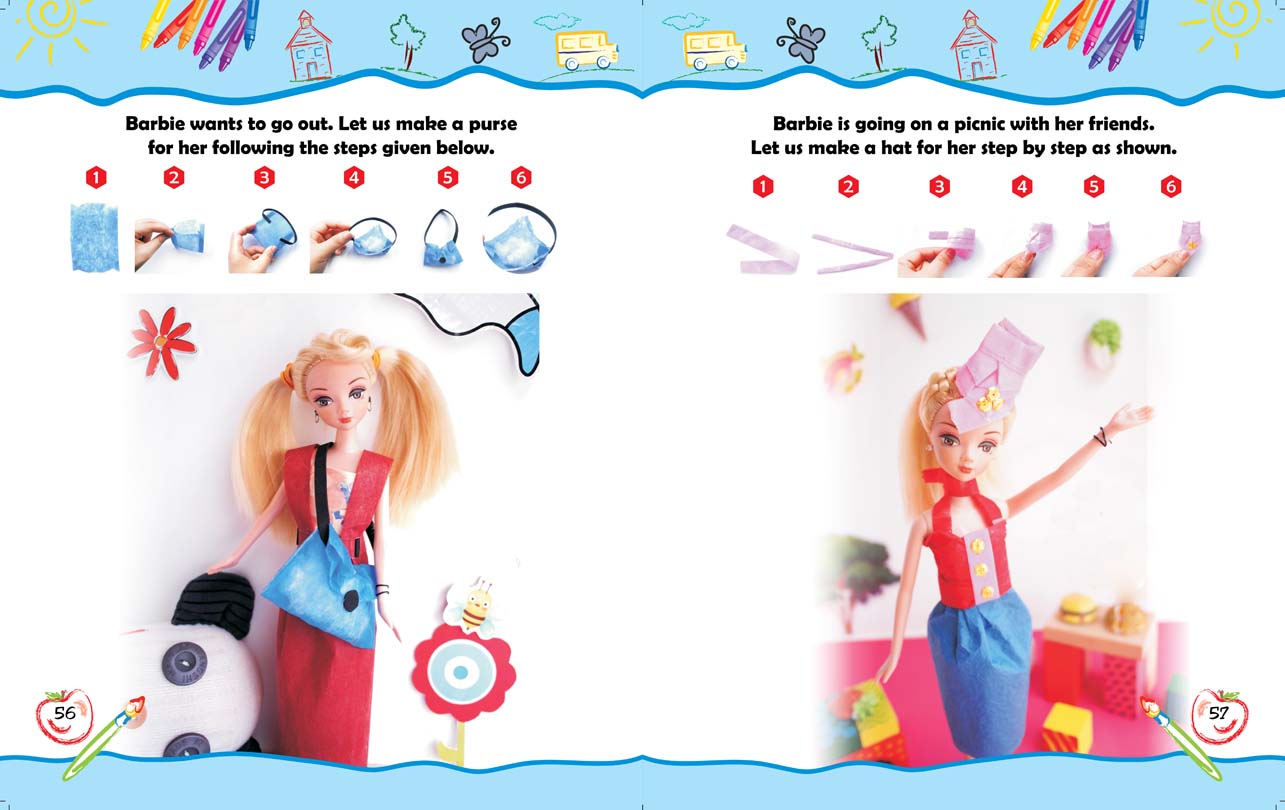 Barbie wants to go out. Let us make a purse
for her following the steps given below.
1 2 3 4 5 6
56
Barbie is going on a picnic with her friends.
Let us make a hat for her step by step as shown.
1 2 3 4 5 6
57